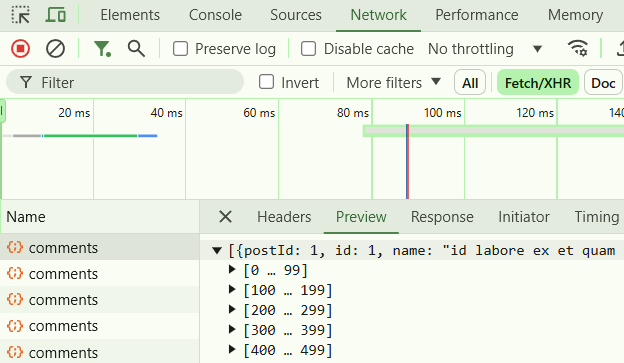 Elements Console Sources Network Performance Memory
Preserve log Disable cache No throttling
Filter Invert More filters All Fetch/XHR Doc
20 ms 40 ms 60 ms 80 ms 100 ms 120 ms 140
Name Headers Preview Response Initiator Timing
comments [{postId: 1, id: 1, name: "id labore ex et quam
comments [0 … 99]
comments [100 … 199]
comments [200 … 299]
comments [300 … 399]
[400 … 499]